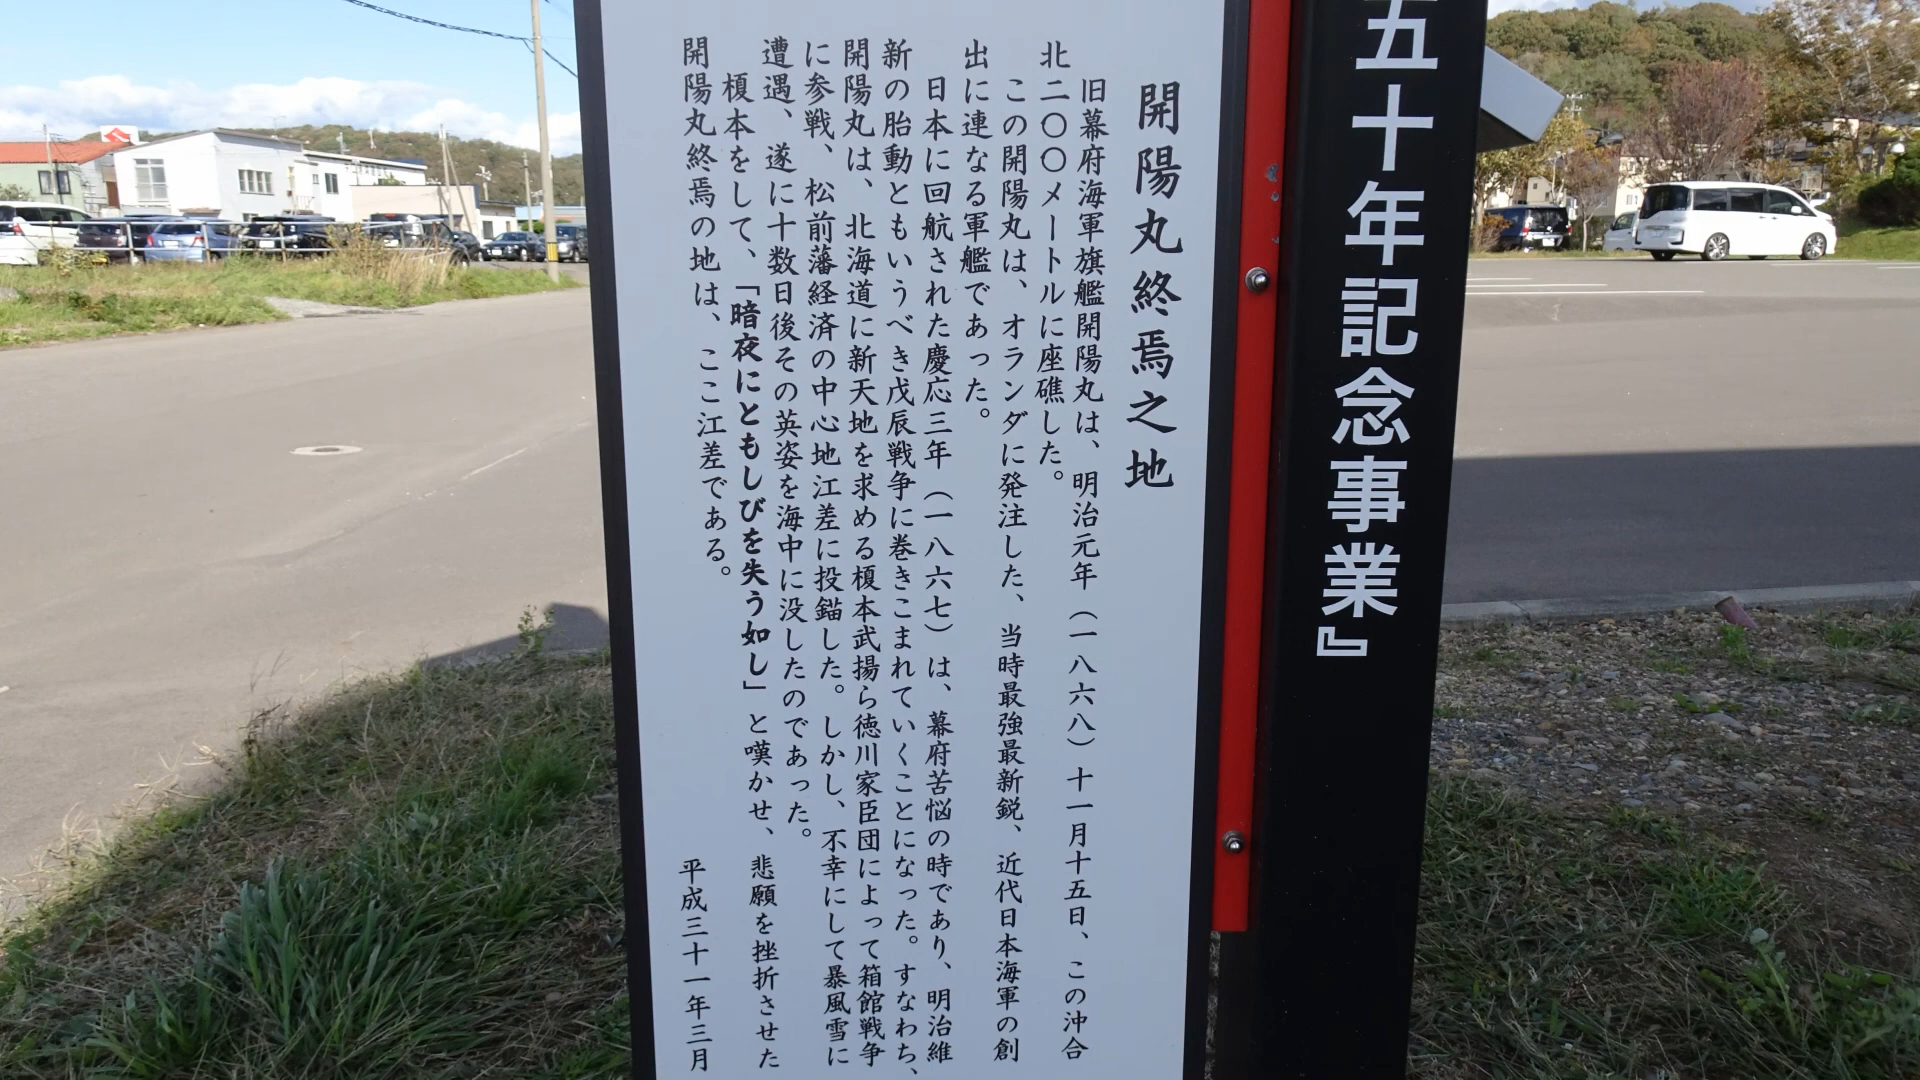 五十年記念事業』
開陽丸終焉之地
旧幕府海軍旗艦開陽丸は、明治元年（一八六八）十一月十五日、この沖合
北二〇〇メートルに座礁した。
この開陽丸は、オランダに発注した、当時最強最新鋭、近代日本海軍の創
出に連なる軍艦であった。
日本に回航された慶応三年（一八六七）は、幕府苦悩の時であり、明治維
新の胎動ともいうべき戊辰戦争に巻きこまれていくことになった。すなわち、
開陽丸は、北海道に新天地を求める榎本武揚ら徳川家臣団によって箱館戦争
に参戦、松前藩経済の中心地江差に投錨した。しかし、不幸にして暴風雪に
遭遇、遂に十数日後その英姿を海中に没したのであった。
榎本をして、「暗夜にともしびを失う如し」と嘆かせ、悲願を挫折させた
開陽丸終焉の地は、ここ江差である。
平成三十一年三月